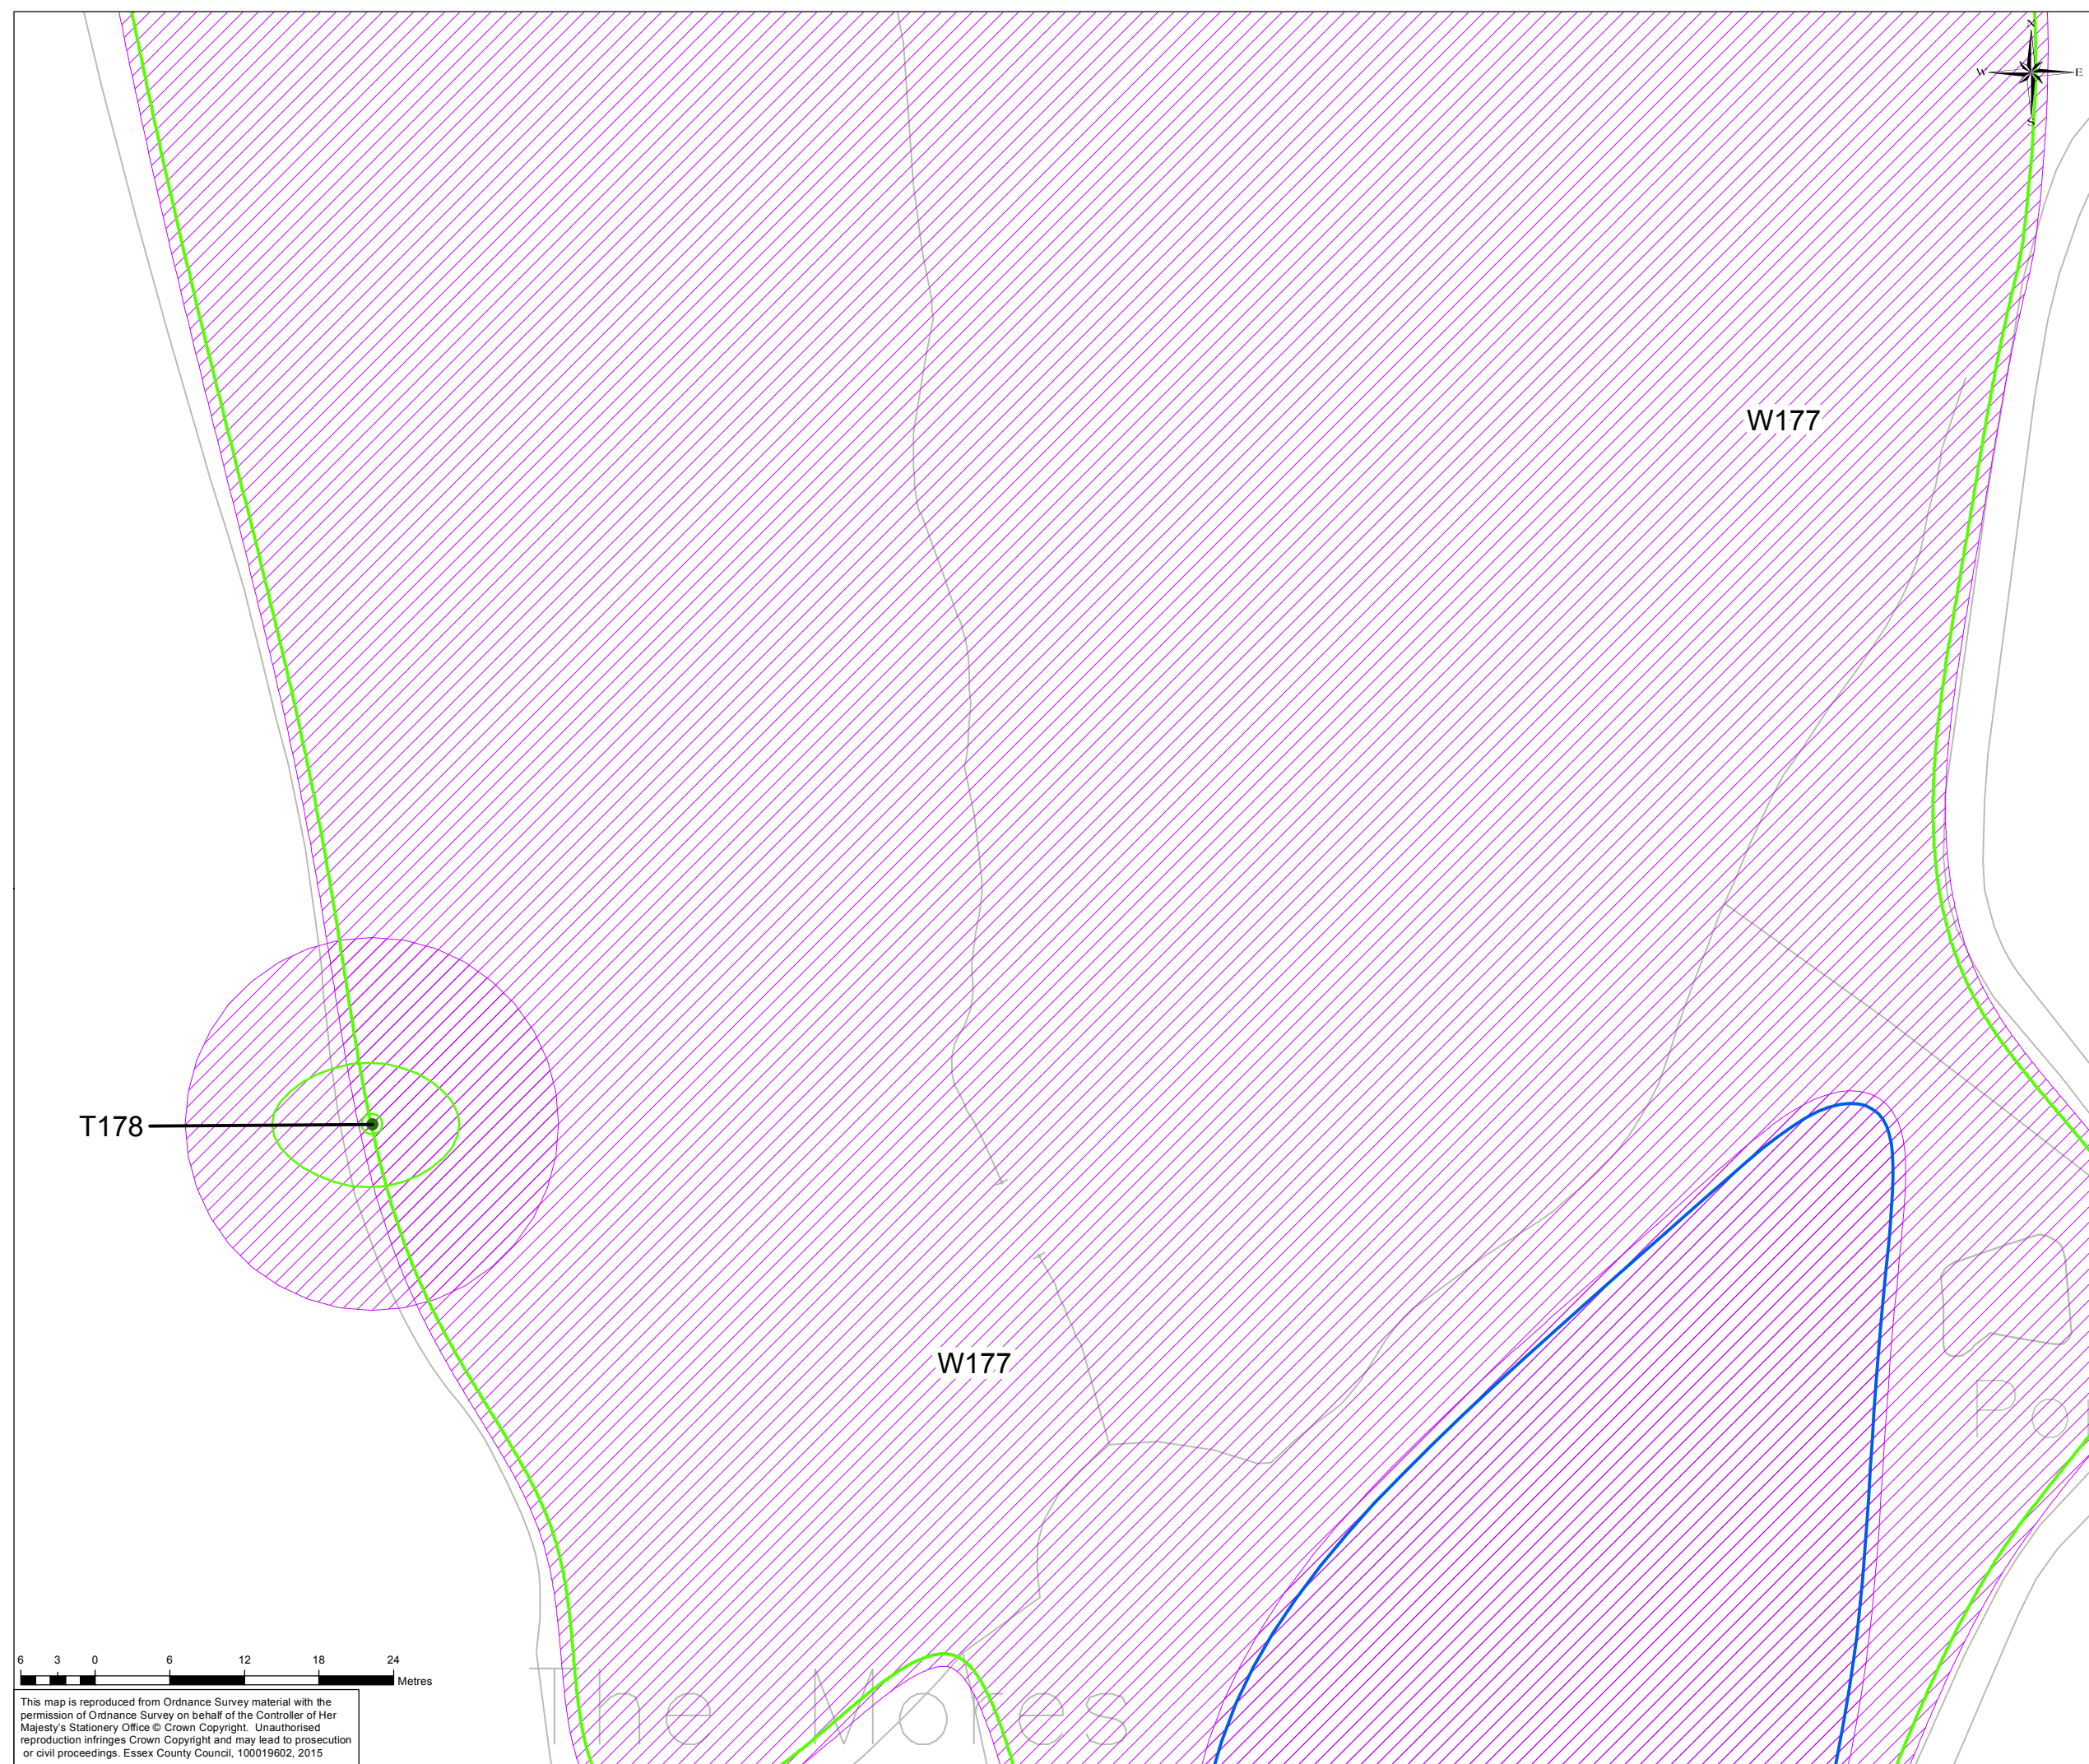 N
W E
S
W177
T178
W177
Po
The Mores
6 3 0 6 12 18 24
Metres
This map is reproduced from Ordnance Survey material with the
permission of Ordnance Survey on behalf of the Controller of Her
Majesty's Stationery Office © Crown Copyright. Unauthorised
reproduction infringes Crown Copyright and may lead to prosecution
or civil proceedings. Essex County Council, 100019602, 2015